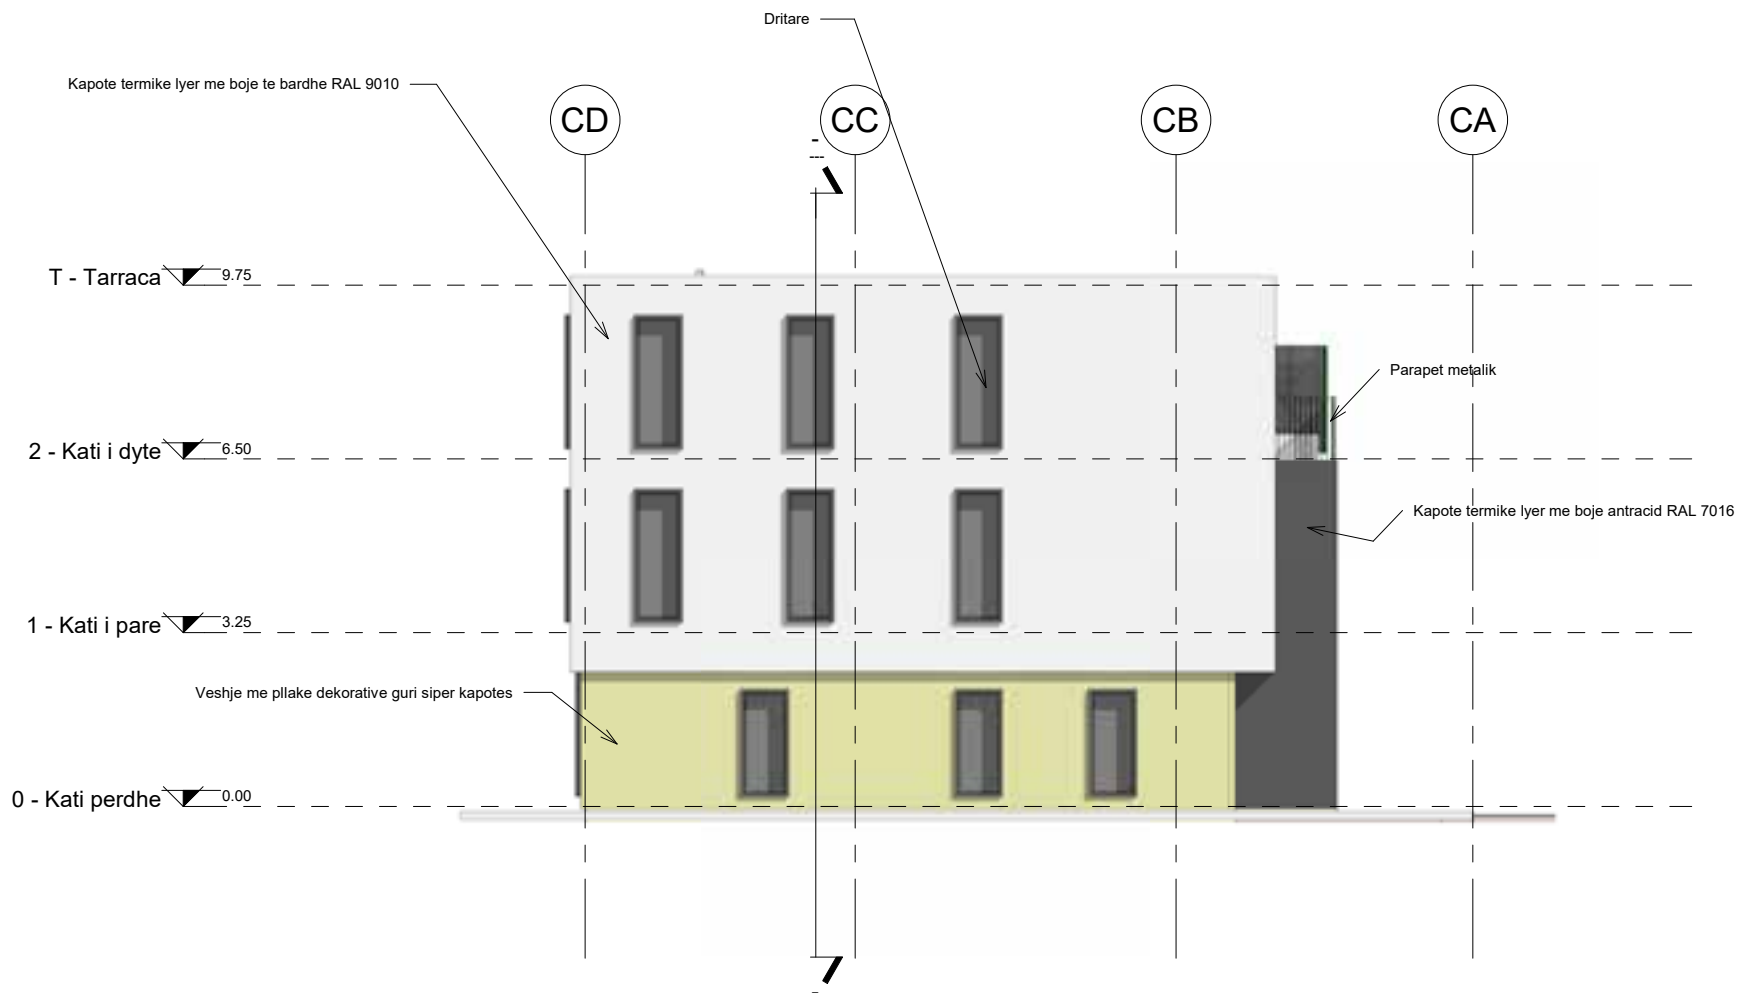 Dritare
Kapote termike lyer me boje te bardhe RAL 9010
CD
CC
CB
CA
T - Tarraca
9.75
Parapet metalik
2 - Kati i dyte
6.50
Kapote termike lyer me boje antracid RAL 7016
1 - Kati i pare
3.25
Veshje me pllake dekorative guri siper kapotes
0 - Kati perdhe
0.00